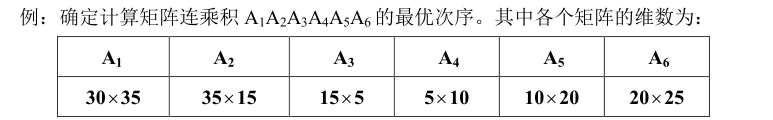 例：确定计算矩阵连乘积 A₁A₂A₃A₄A₅A₆ 的最优次序。其中各个矩阵的维数为：
A₁ A₂ A₃ A₄ A₅ A₆
30×35 35×15 15×5 5×10 10×20 20×25